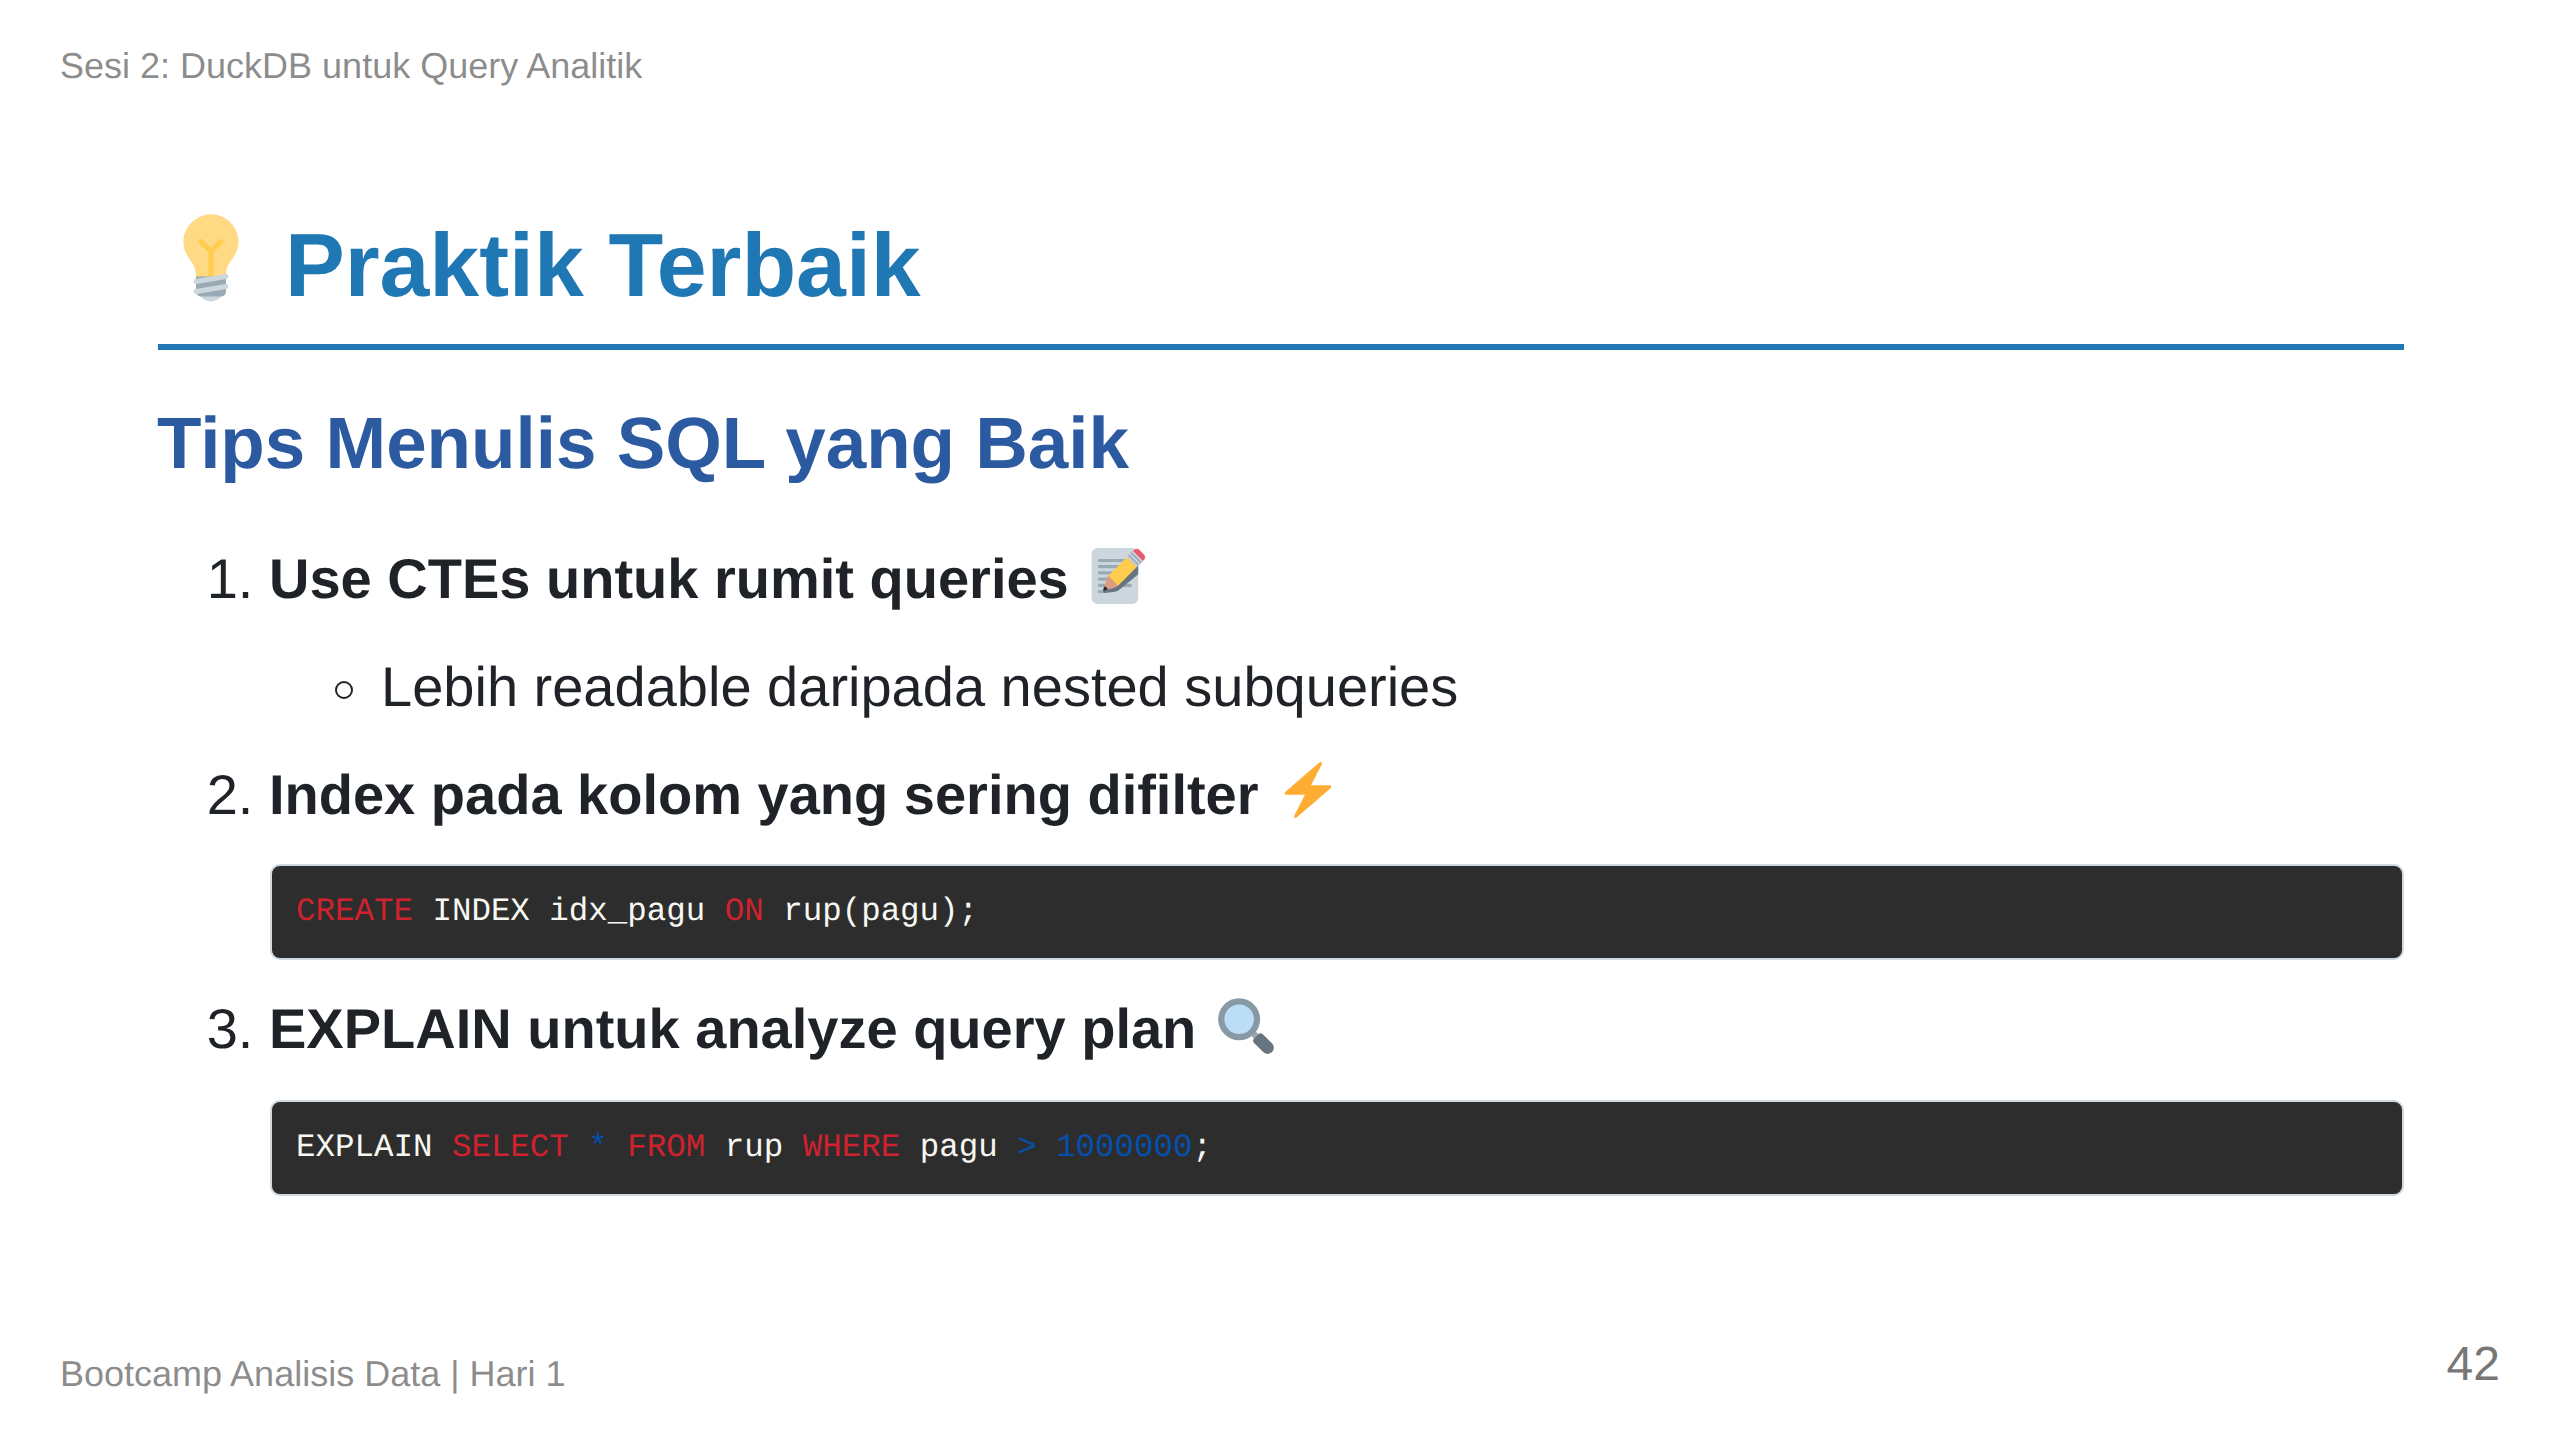 Sesi 2: DuckDB untuk Query Analitik
💡 Praktik Terbaik
Tips Menulis SQL yang Baik
1. Use CTEs untuk rumit queries 📝
○ Lebih readable daripada nested subqueries
2. Index pada kolom yang sering difilter ⚡
CREATE INDEX idx_pagu ON rup(pagu);
3. EXPLAIN untuk analyze query plan 🔍
EXPLAIN SELECT * FROM rup WHERE pagu > 1000000;
Bootcamp Analisis Data | Hari 1
42